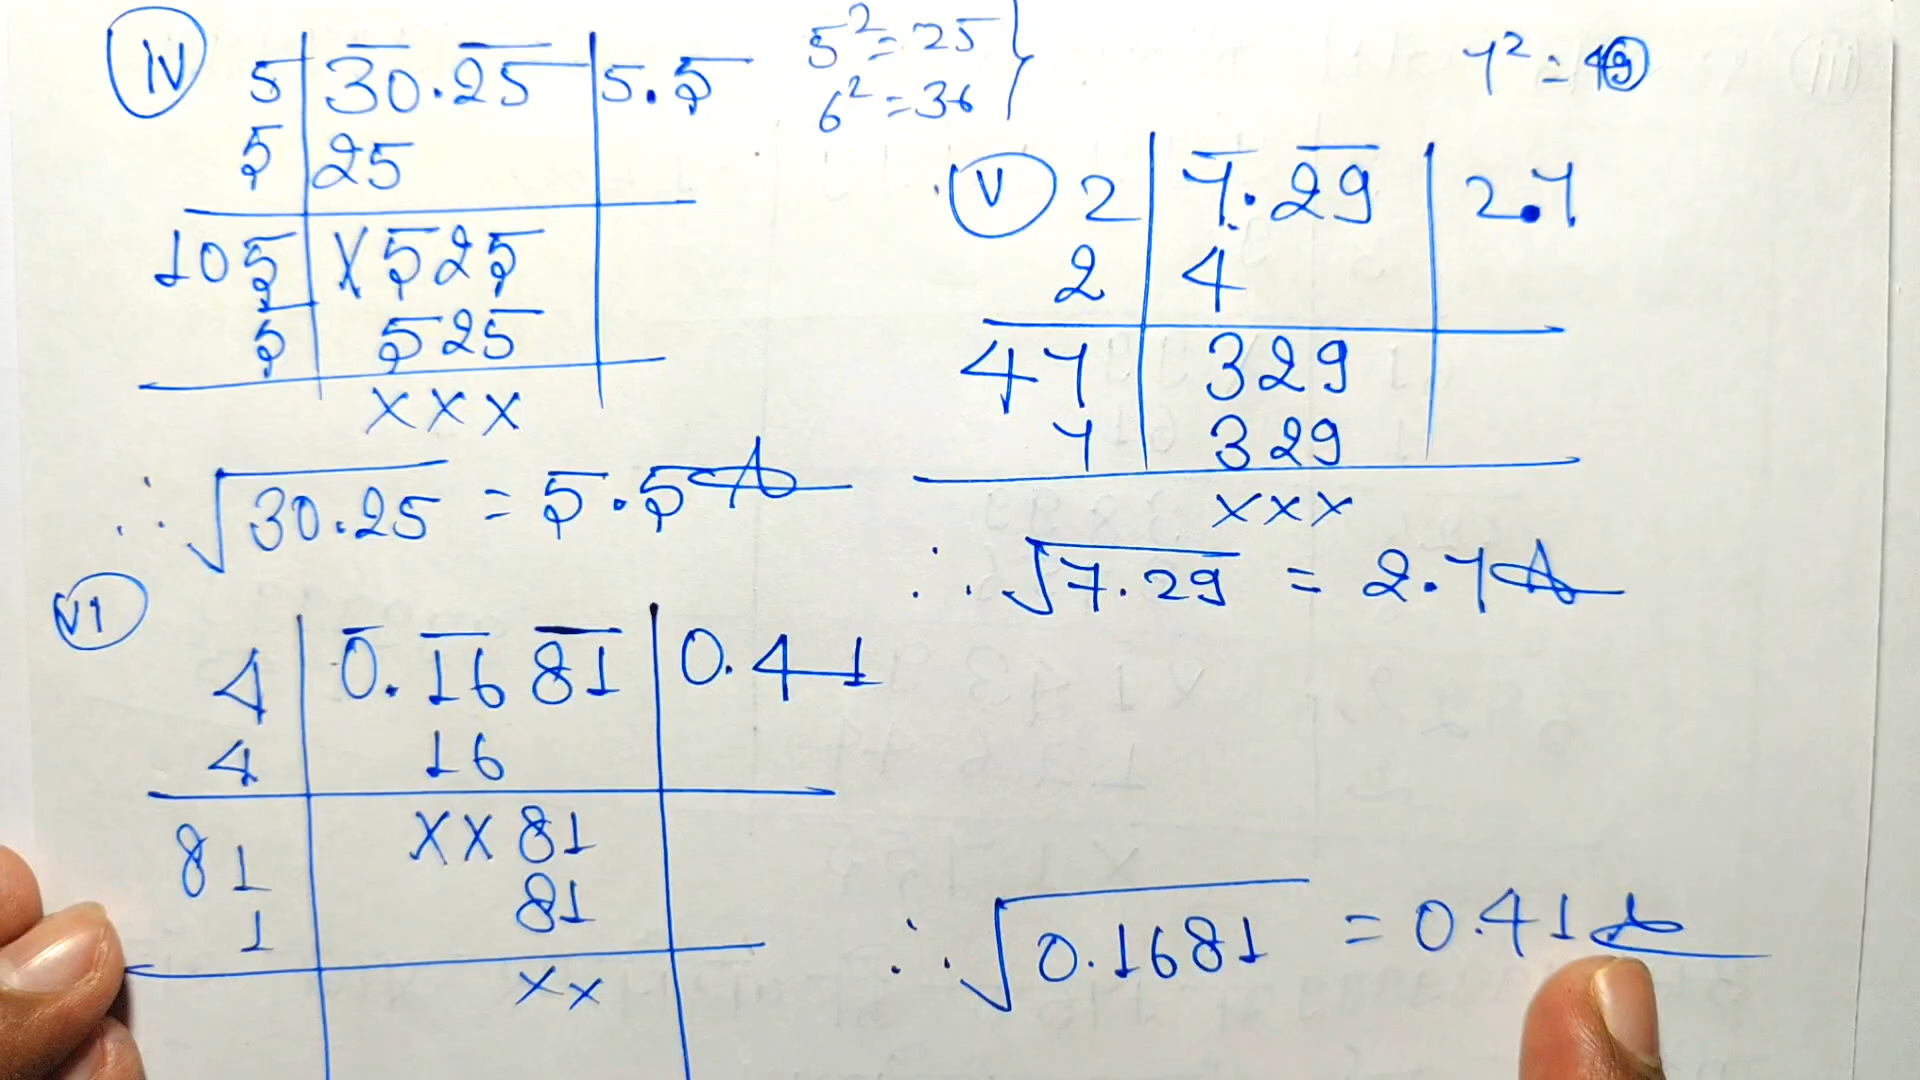 iv
5 | 30.25 | 5.5
5 | 25
105 | x525
5 | 525
xxx
∴ √30.25 = 5.5
5² = 25
6² = 36 }
7² = 49
v
2 | 7.29 | 2.7
2 | 4
47 | 329
7 | 329
xxx
∴ √7.29 = 2.7
vi
4 | 0.16 81 | 0.41
4 | 16
81 | xx81
1 | 81
xx
∴ √0.1681 = 0.41